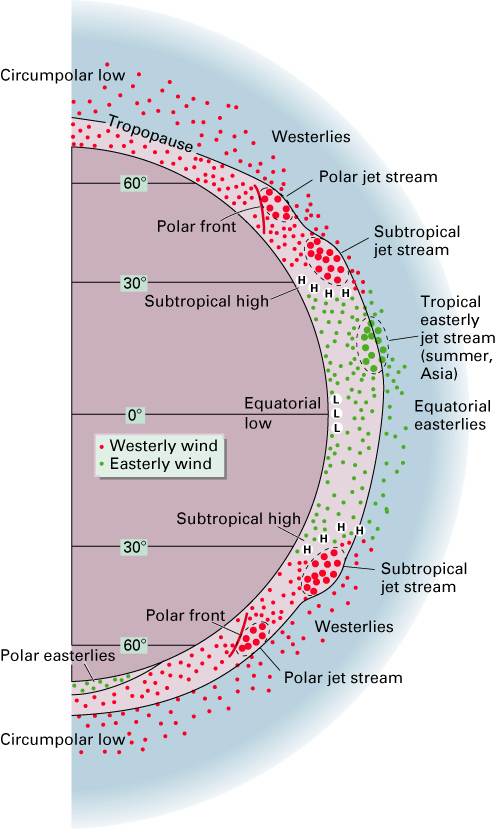 Circumpolar low
Tropopause
Westerlies
60°
Polar jet stream
Polar front
Subtropical
jet stream
30°
H
H
H
H
Subtropical high
Tropical
easterly
jet stream
(summer,
Asia)
Equatorial
low
L
L
L
0°
Equatorial
easterlies
Westerly wind
Easterly wind
Subtropical high
H
H
H
H
30°
Subtropical
jet stream
Polar front
Westerlies
60°
Polar easterlies
Polar jet stream
Circumpolar low